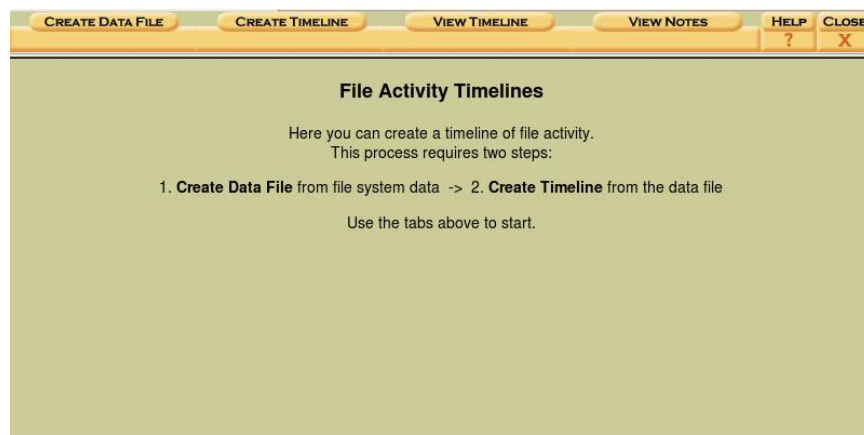 CREATE DATA FILE CREATE TIMELINE VIEW TIMELINE VIEW NOTES HELP CLOSE
? X
File Activity Timelines
Here you can create a timeline of file activity.
This process requires two steps:
1. Create Data File from file system data -> 2. Create Timeline from the data file
Use the tabs above to start.